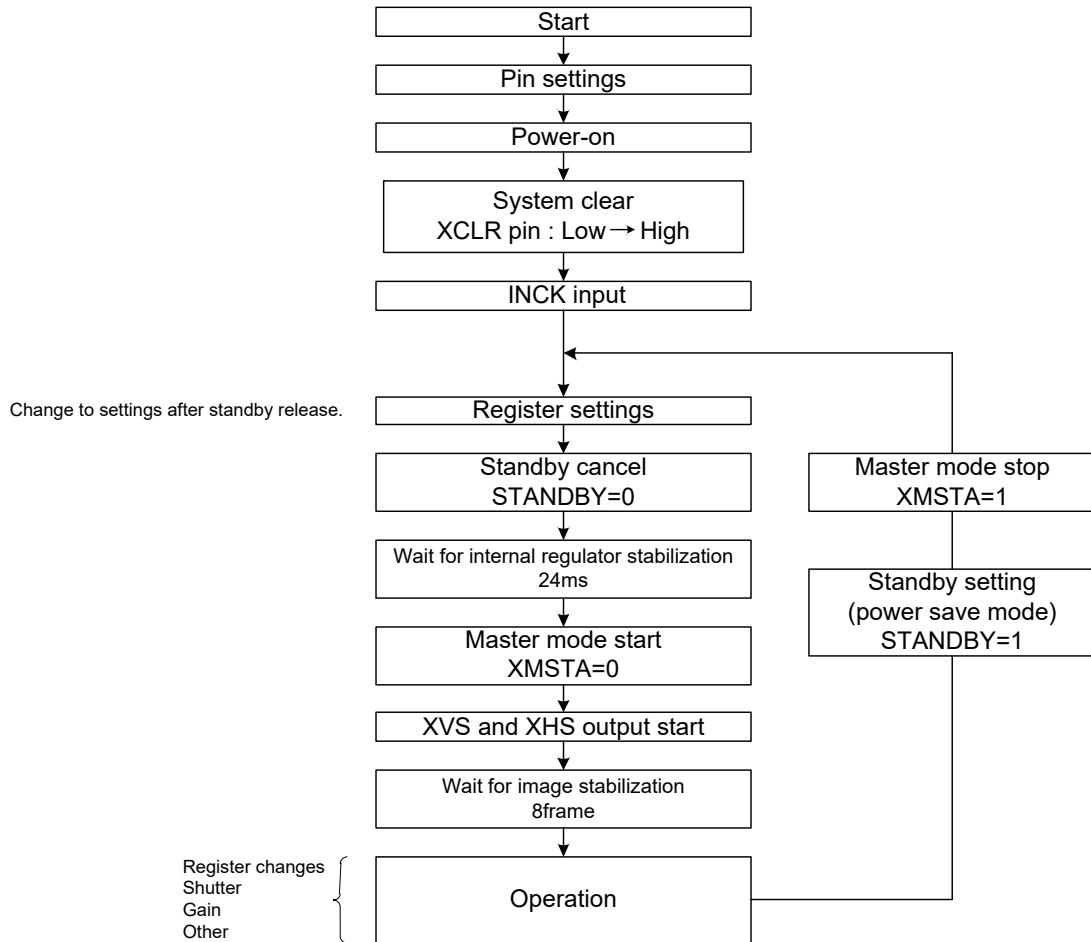 Start
Pin settings
Power-on
System clear
XCLR pin : Low → High
INCK input
Change to settings after standby release.
Register settings
Standby cancel
STANDBY=0
Wait for internal regulator stabilization
24ms
Master mode start
XMSTA=0
XVS and XHS output start
Wait for image stabilization
8frame
Register changes
Shutter
Gain
Other
Operation
Master mode stop
XMSTA=1
Standby setting
(power save mode)
STANDBY=1